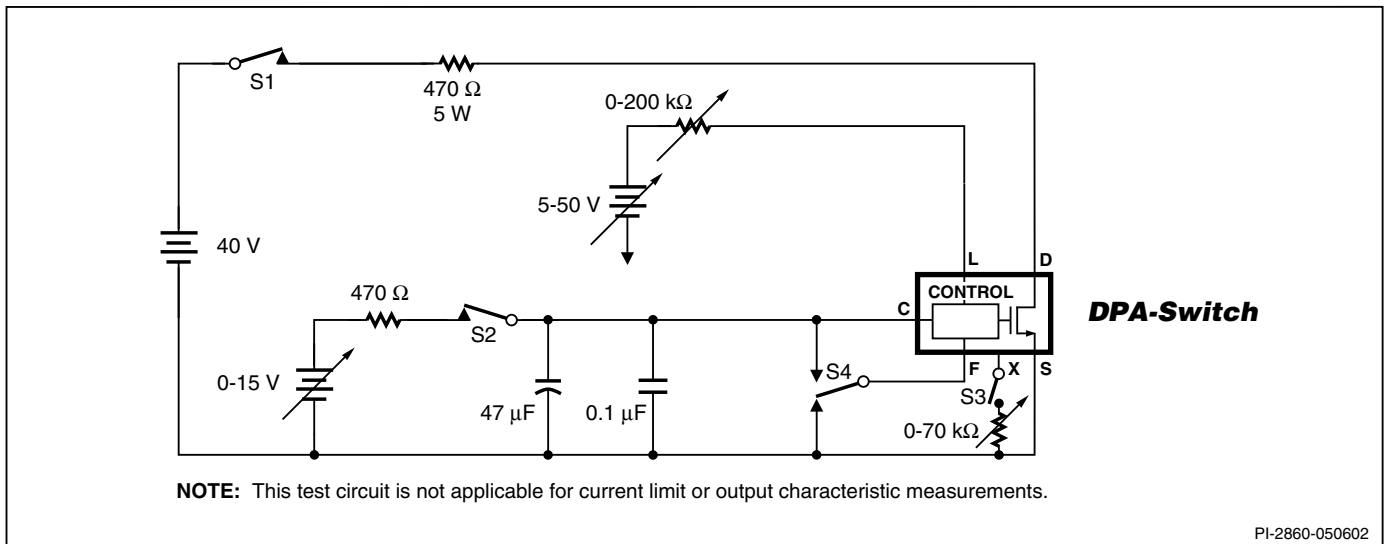 S1
470 Ω
5 W
0-200 kΩ
5-50 V
40 V
L
D
470 Ω
CONTROL
C
DPA-Switch
S2
0-15 V
S4
F
X
S
S3
47 µF
0.1 µF
0-70 kΩ
NOTE: This test circuit is not applicable for current limit or output characteristic measurements.
PI-2860-050602